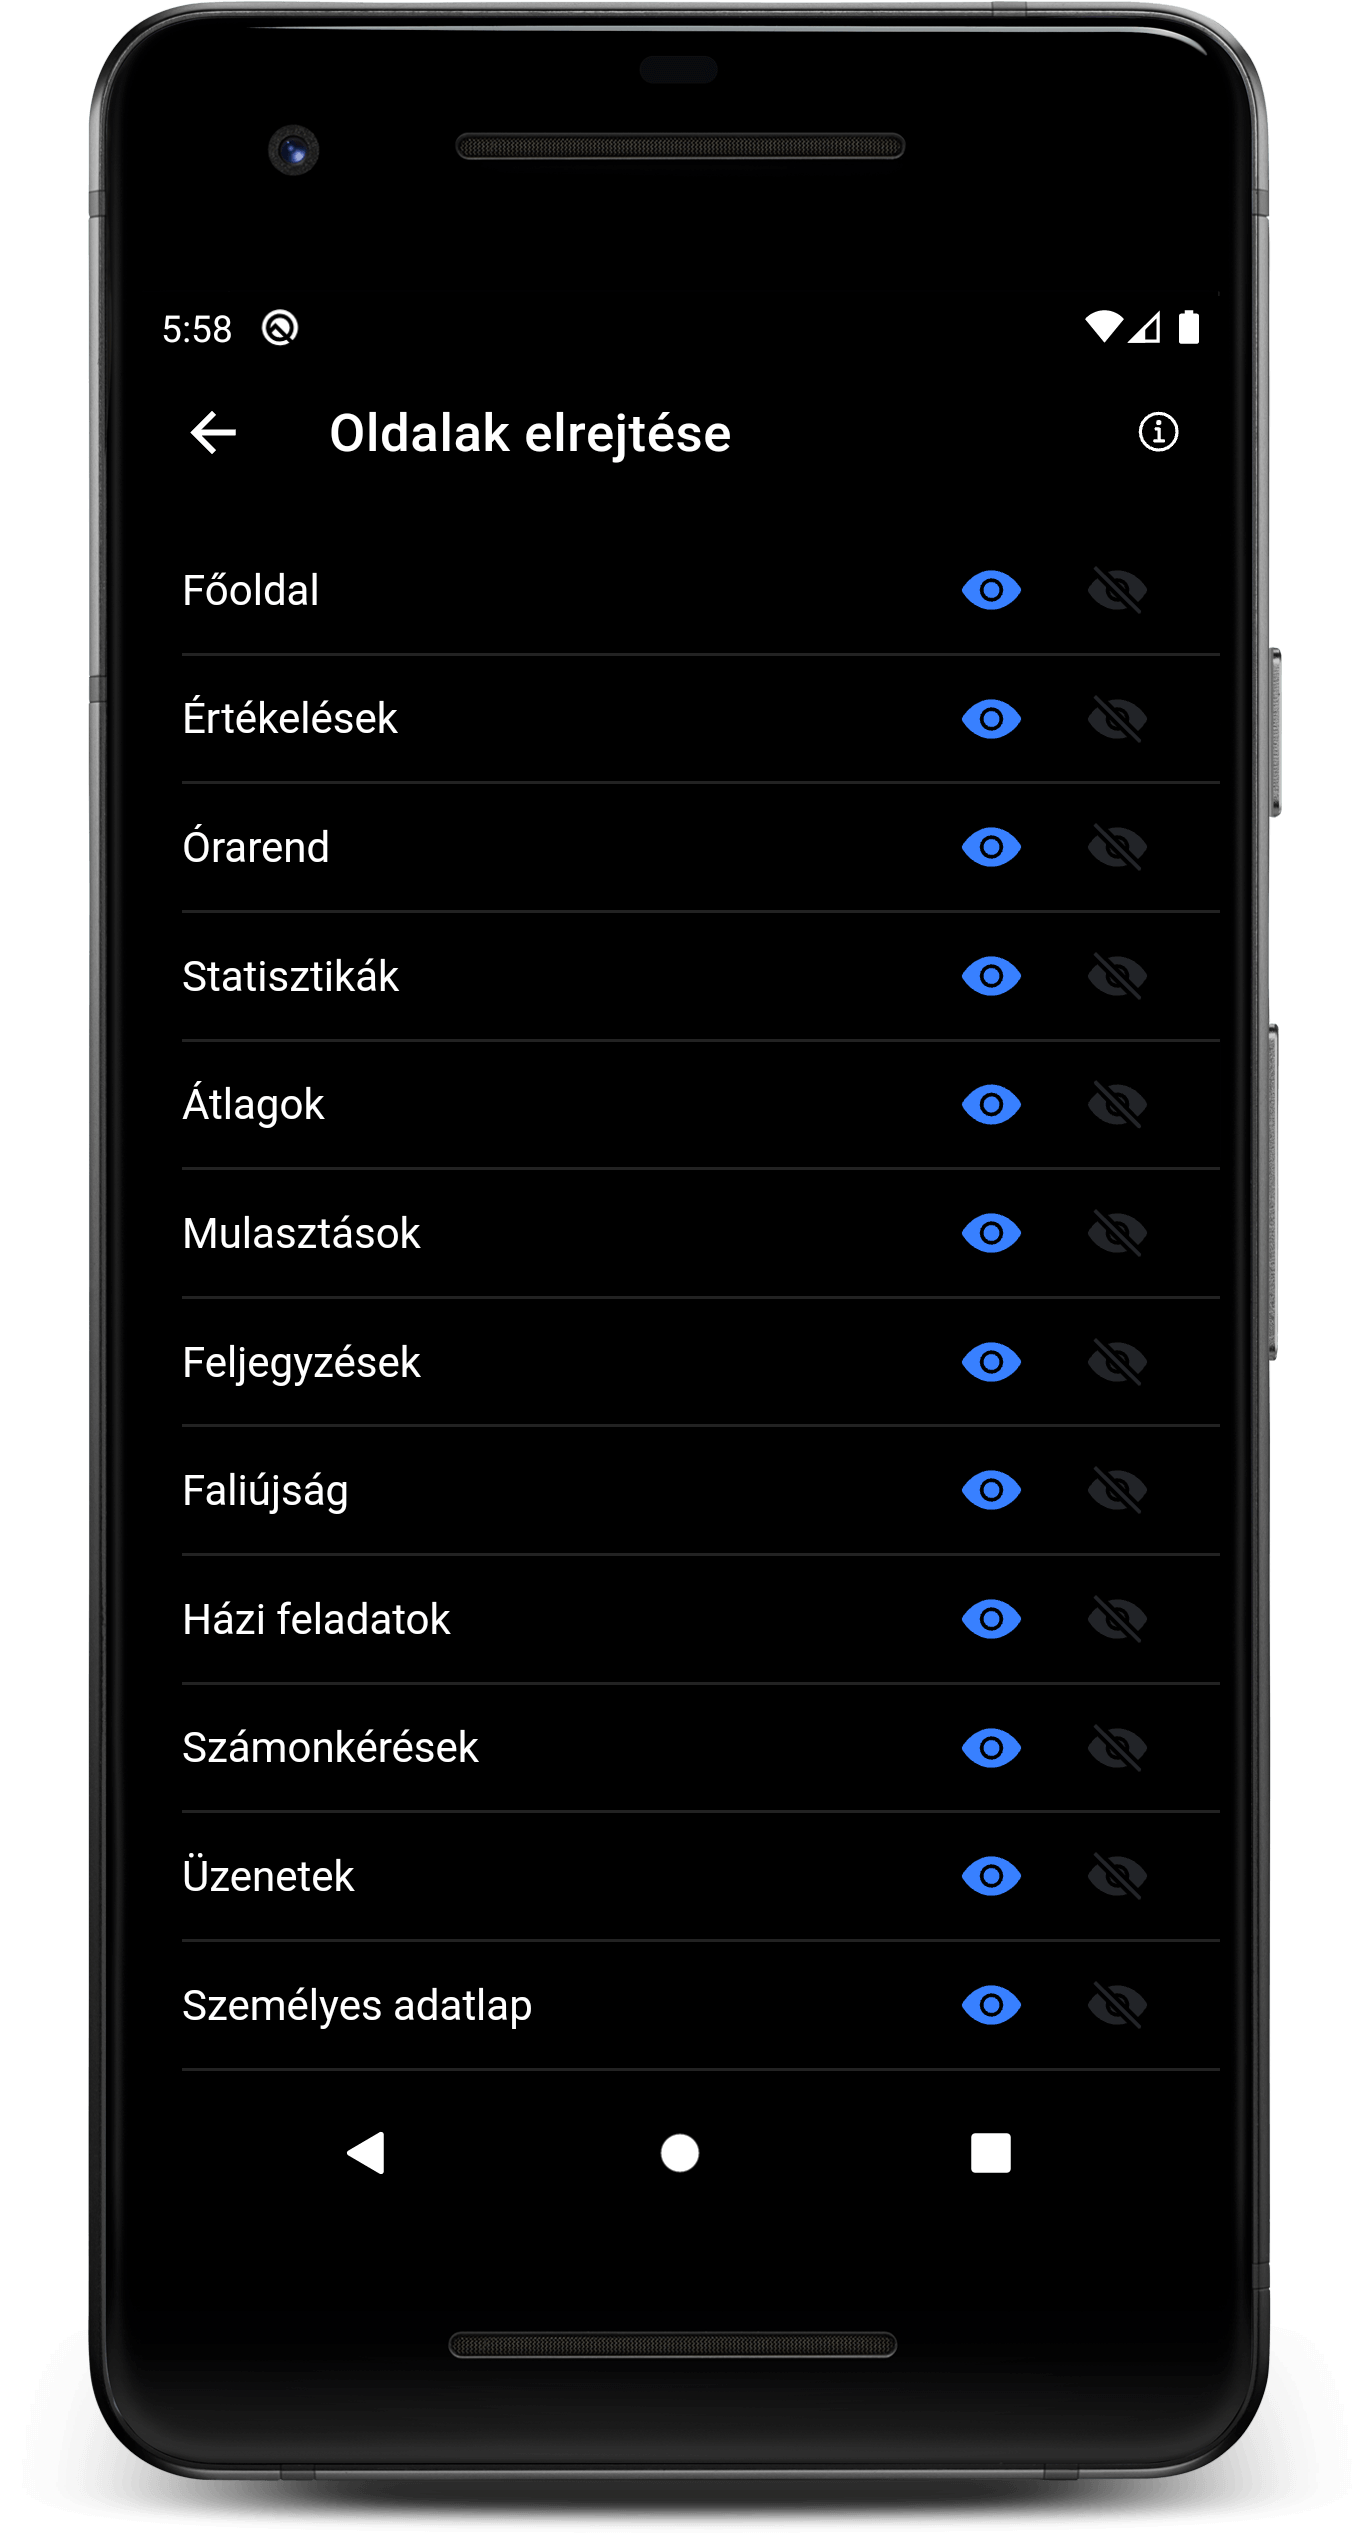 5:58
Oldalak elrejtése
Főoldal
Értékelések
Órarend
Statisztikák
Átlagok
Mulasztások
Feljegyzések
Faliújság
Házi feladatok
Számonkérések
Üzenetek
Személyes adatlap